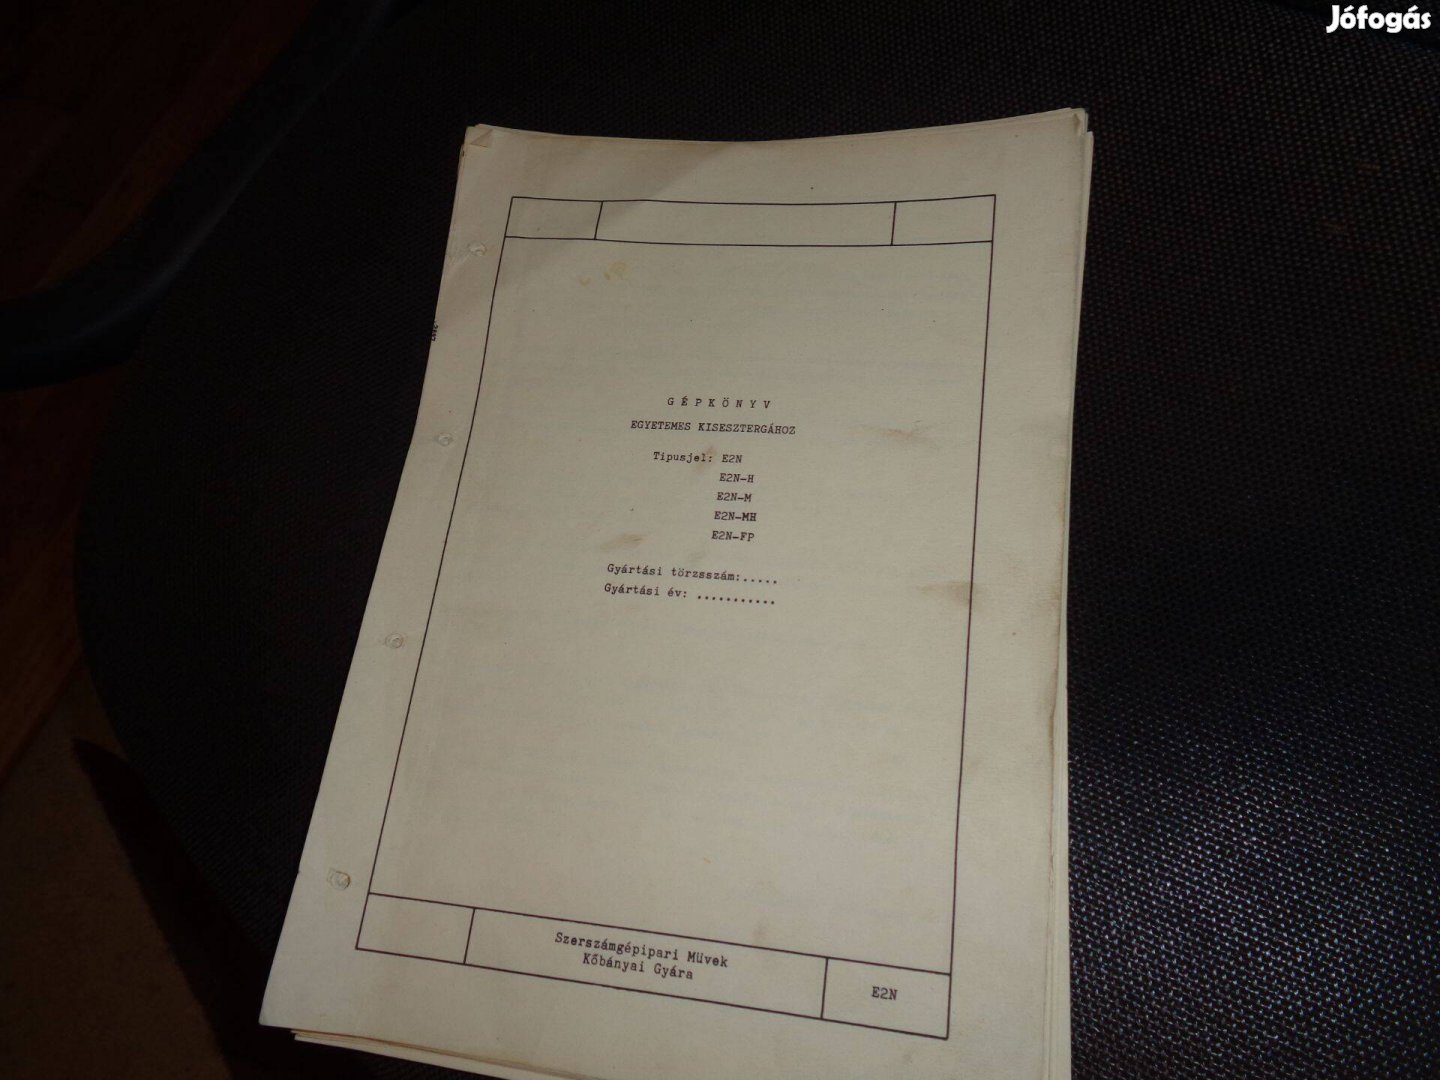 Jófogás
GÉPKÖNYV
EGYETEMES KISESZTERGÁHOZ
Tipusjel: E2N
E2N-H
E2N-M
E2N-MH
E2N-FP
Gyártási törzsszám:.....
Gyártási év: ...........
Szerszámgépipari Müvek
Kőbányai Gyára
E2N